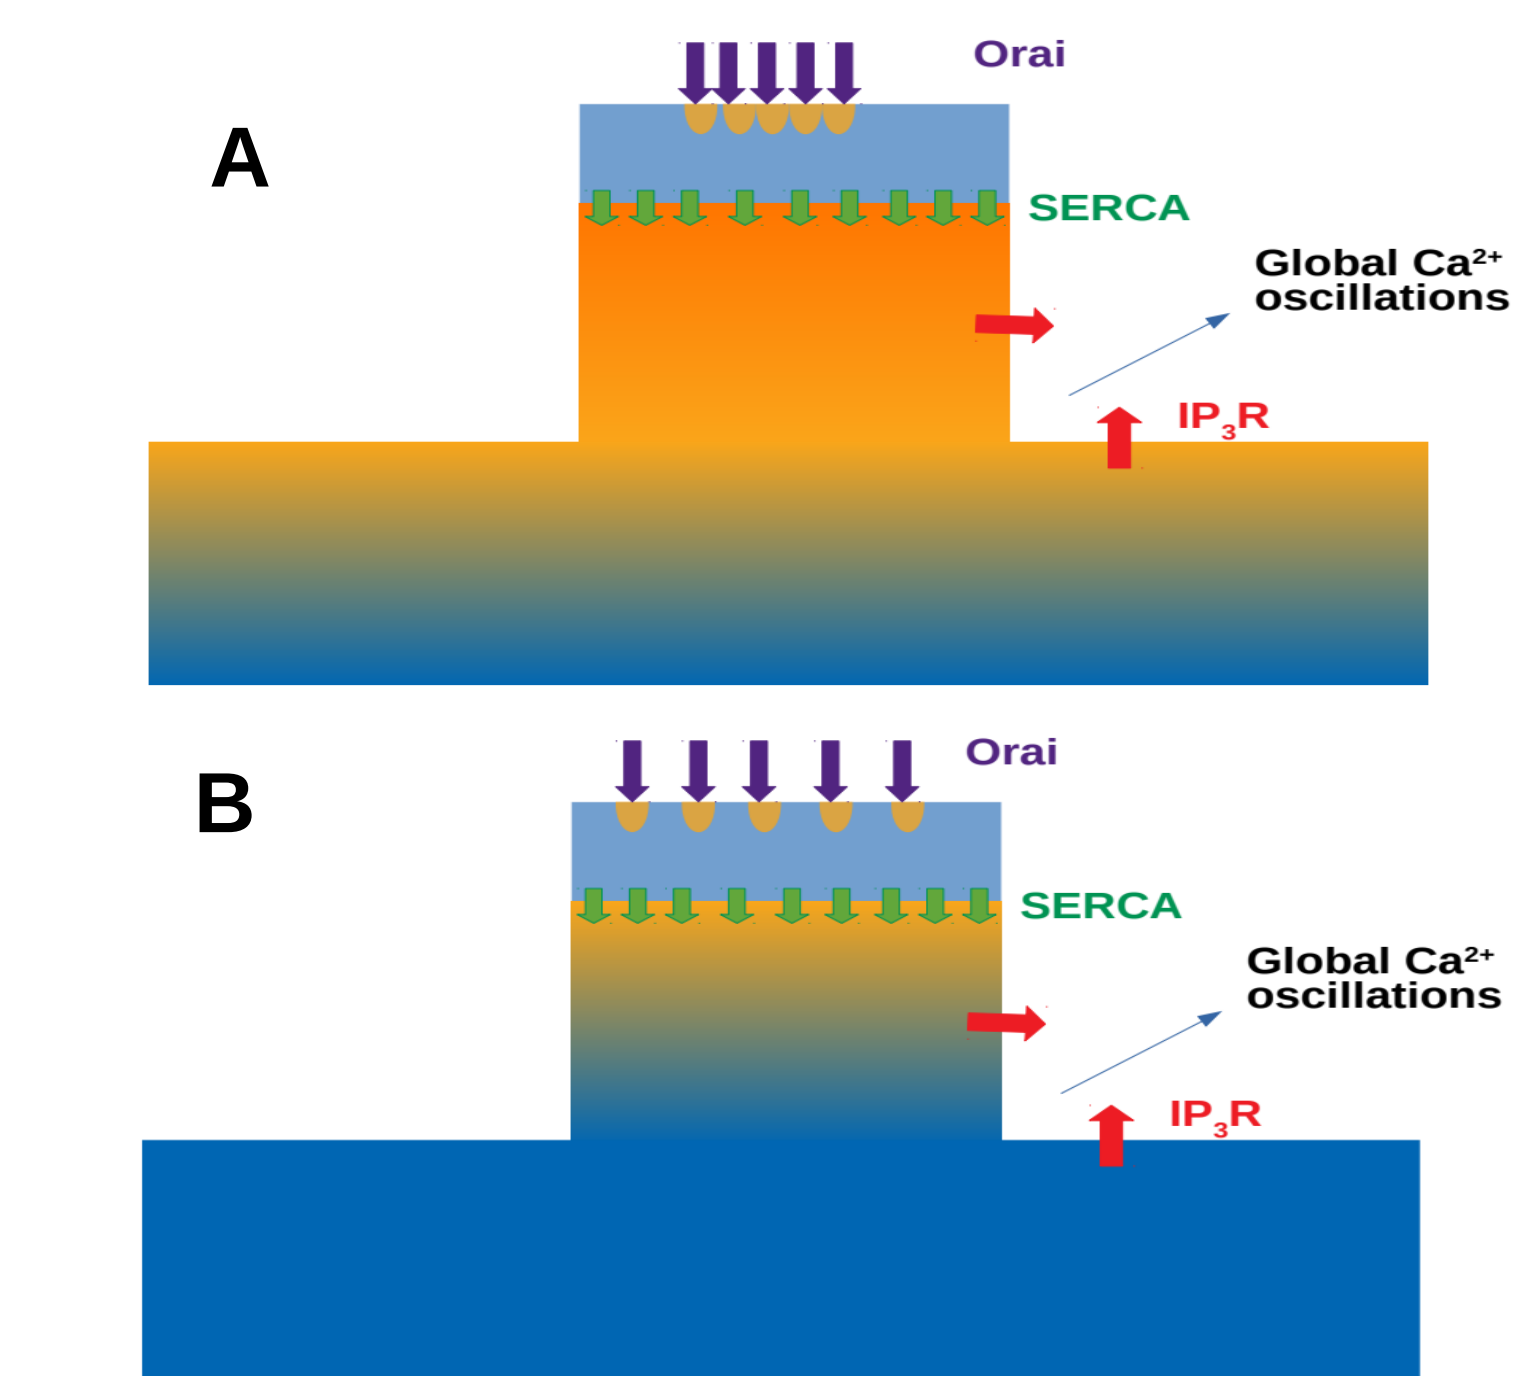 Orai
A
SERCA
Global Ca²⁺
oscillations
IP₃R
Orai
B
SERCA
Global Ca²⁺
oscillations
IP₃R